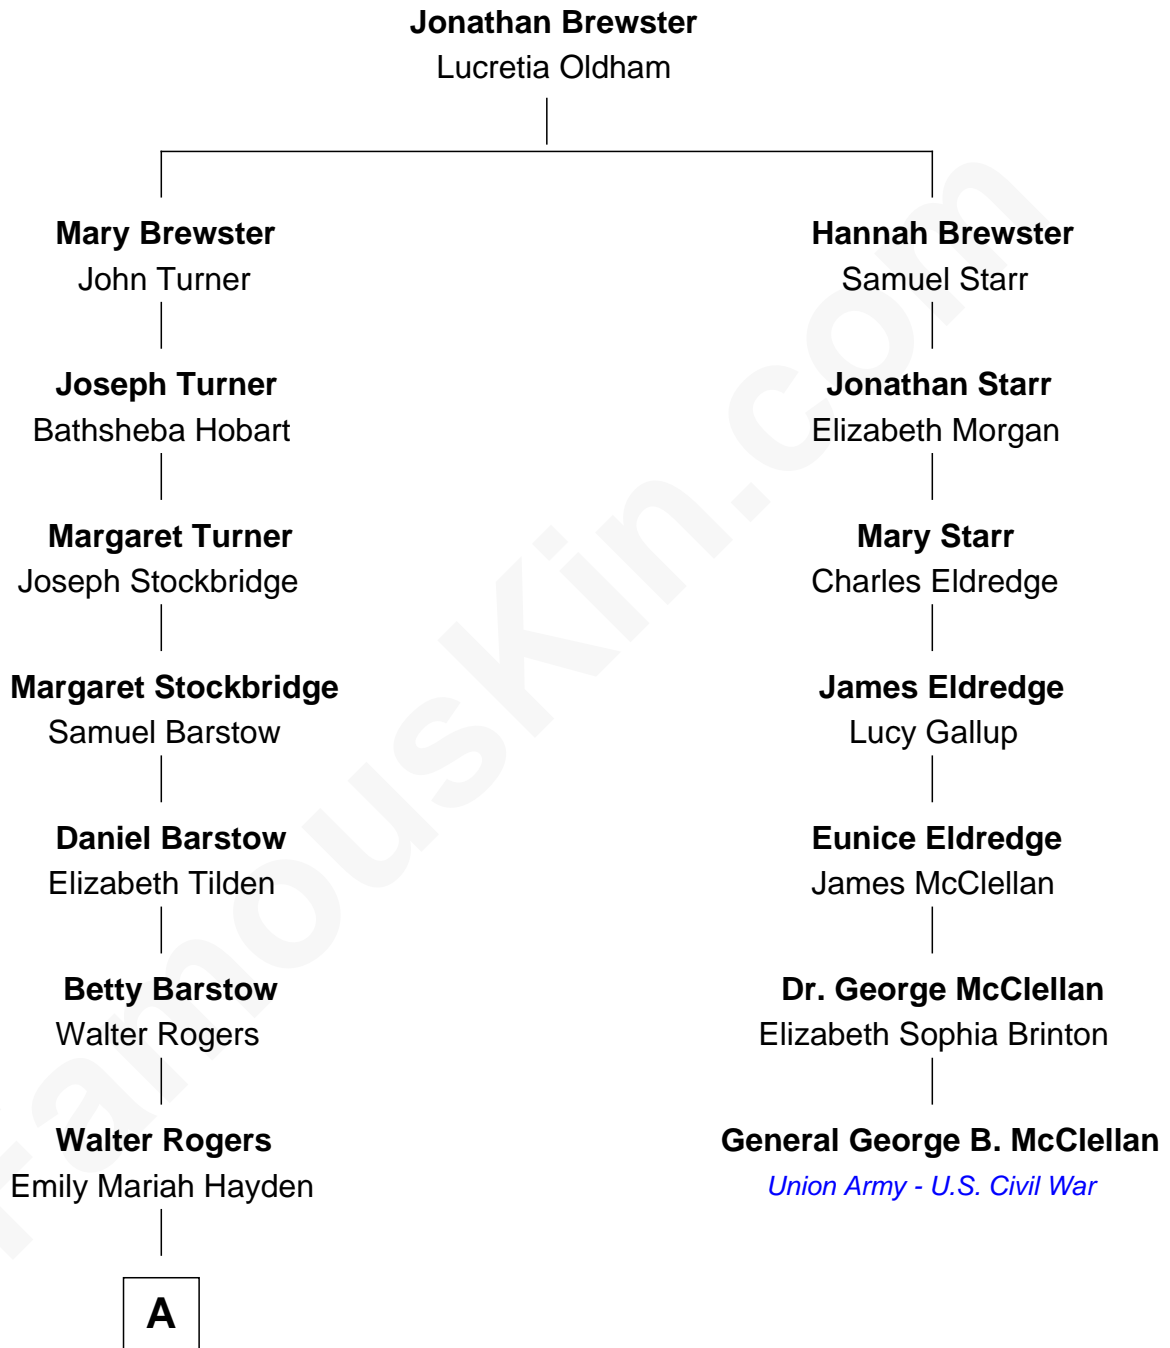 Jonathan Brewster
Lucretia Oldham
Mary Brewster
John Turner
Hannah Brewster
Samuel Starr
Joseph Turner
Bathsheba Hobart
Jonathan Starr
Elizabeth Morgan
Margaret Turner
Joseph Stockbridge
Mary Starr
Charles Eldredge
Margaret Stockbridge
Samuel Barstow
James Eldredge
Lucy Gallup
Daniel Barstow
Elizabeth Tilden
Eunice Eldredge
James McClellan
Betty Barstow
Walter Rogers
Dr. George McClellan
Elizabeth Sophia Brinton
Walter Rogers
Emily Mariah Hayden
General George B. McClellan
Union Army - U.S. Civil War
A
FamousKin.com